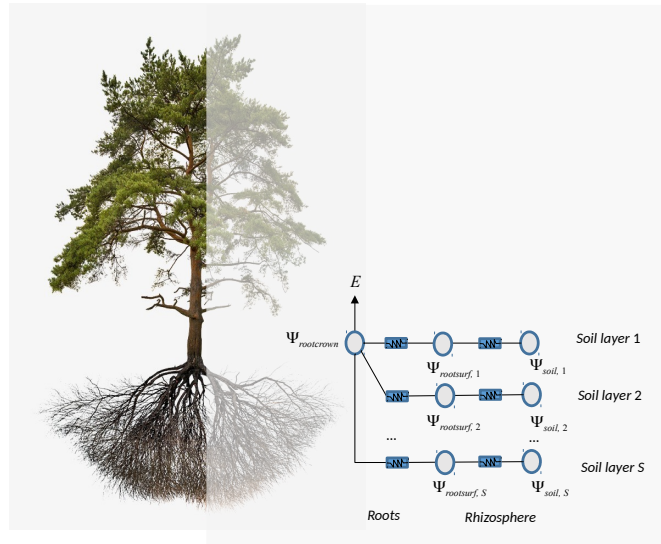 E
Ψrootcrown
Soil layer 1
Ψrootsurf, 1
Ψsoil, 1
Soil layer 2
Ψrootsurf, 2
Ψsoil, 2
...
...
Soil layer S
Ψrootsurf, S
Ψsoil, S
Roots
Rhizosphere